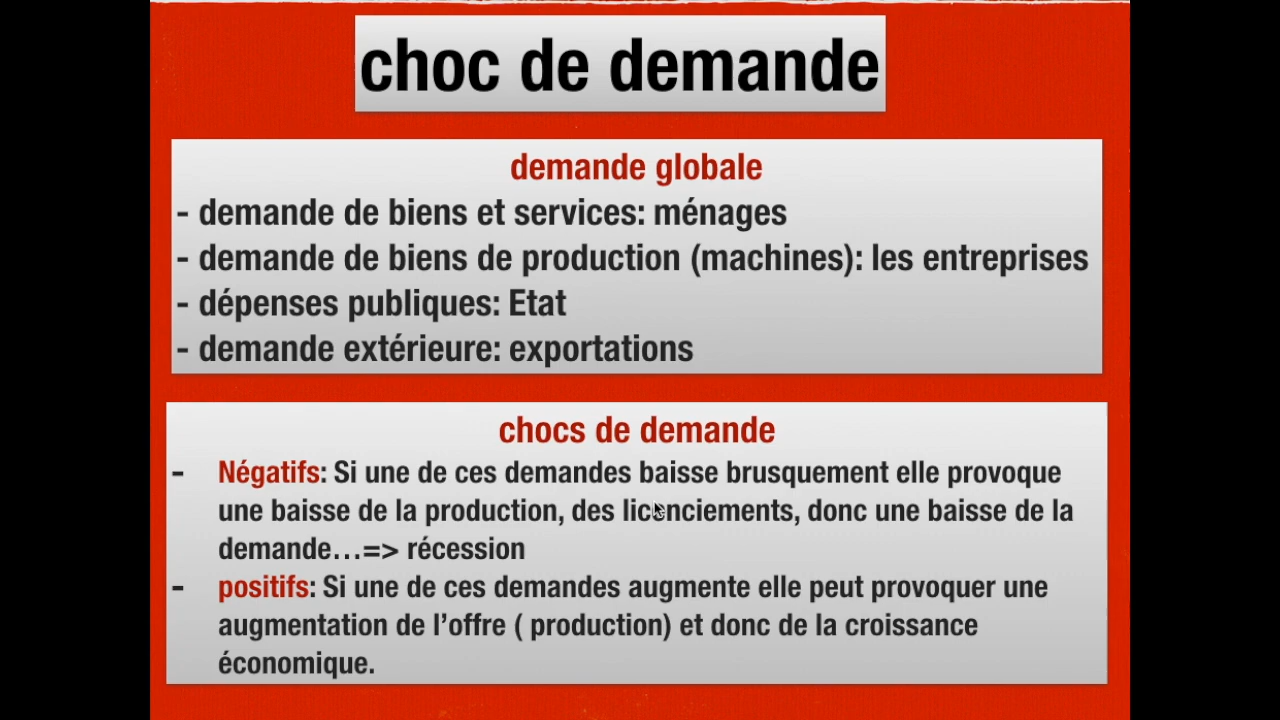 choc de demande
demande globale
- demande de biens et services: ménages
- demande de biens de production (machines): les entreprises
- dépenses publiques: Etat
- demande extérieure: exportations
chocs de demande
- Négatifs: Si une de ces demandes baisse brusquement elle provoque
une baisse de la production, des licenciements, donc une baisse de la
demande…=> récession
- positifs: Si une de ces demandes augmente elle peut provoquer une
augmentation de l’offre ( production) et donc de la croissance
économique.